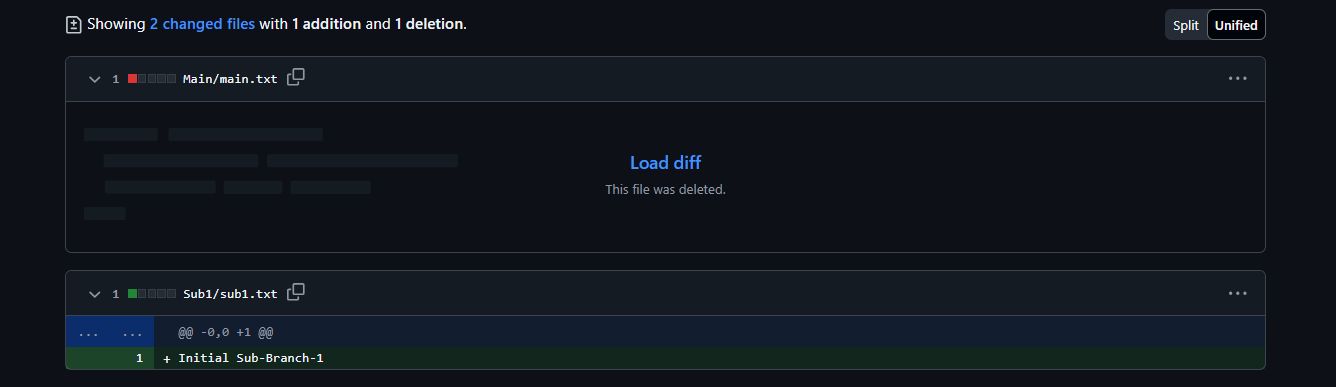 Showing 2 changed files with 1 addition and 1 deletion.
Split Unified
1 Main/main.txt
Load diff
This file was deleted.
1 Sub1/sub1.txt
... ... @@ -0,0 +1 @@
1 + Initial Sub-Branch-1